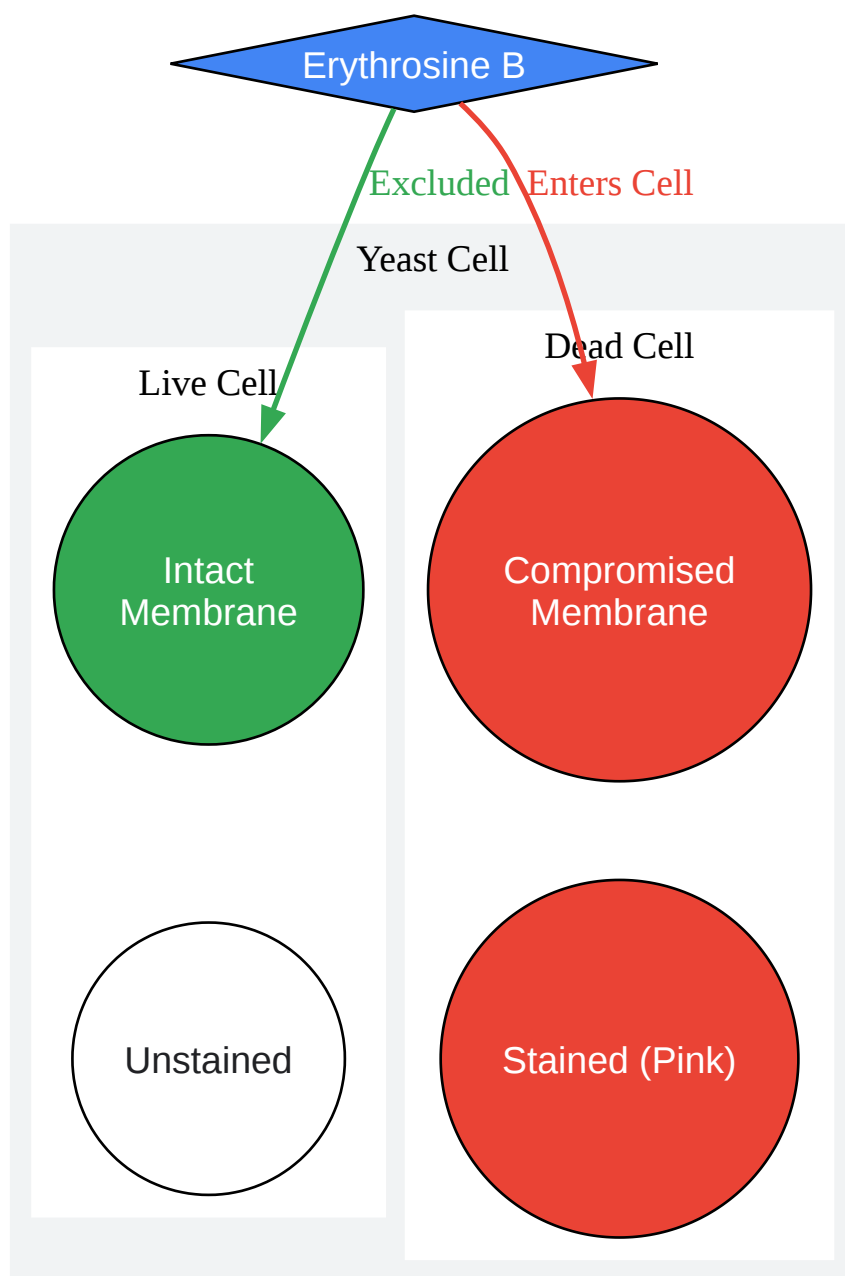 Erythrosine B
Excluded
Enters Cell
Yeast Cell
Live Cell
Dead Cell
Intact
Membrane
Compromised
Membrane
Unstained
Stained (Pink)